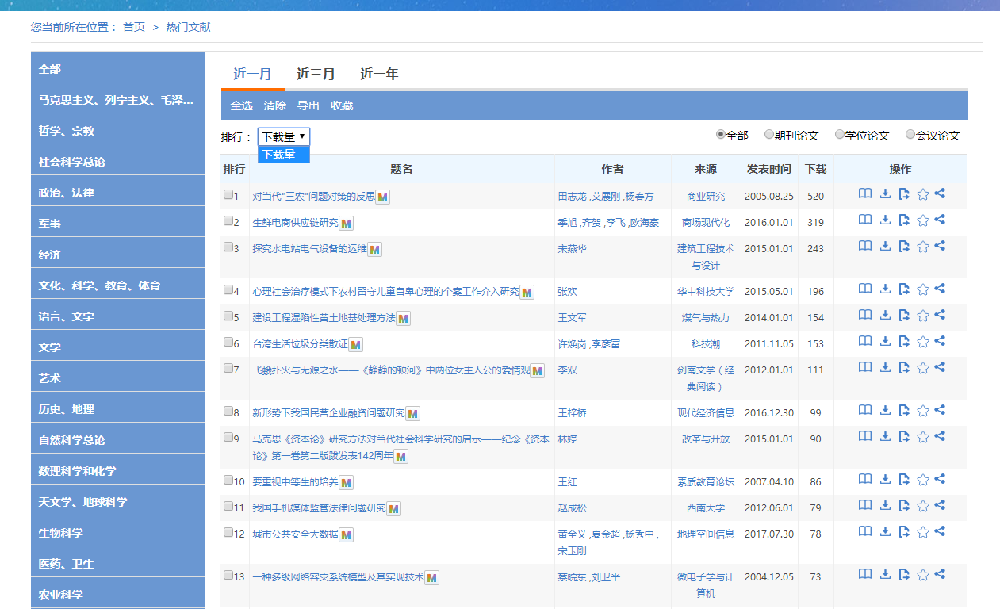 您当前所在位置： 首页 > 热门文献
全部
马克思主义、列宁主义、毛泽...
哲学、宗教
社会科学总论
政治、法律
军事
经济
文化、科学、教育、体育
语言、文字
文学
艺术
历史、地理
自然科学总论
数理科学和化学
天文学、地球科学
生物科学
医药、卫生
农业科学
近一月 近三月 近一年
全选 清除 导出 收藏
排行： 下载量 全部 期刊论文 学位论文 会议论文
下载量
排行 题名 作者 来源 发表时间 下载 操作
1 对当代"三农"问题对策的反思 M 田志龙 ,艾展刚 ,杨春方 商业研究 2005.08.25 520
2 生鲜电商供应链研究 M 季旭 ,齐贺 ,李飞 ,欧海豪 商场现代化 2016.01.01 319
3 探究水电站电气设备的运维 M 宋燕华 建筑工程技术 2015.01.01 243
与设计
4 心理社会治疗模式下农村留守儿童自卑心理的个案工作介入研究 M 张欢 华中科技大学 2015.05.01 196
5 建设工程湿陷性黄土地基处理方法 M 王文军 煤气与热力 2014.01.01 154
6 台湾生活垃圾分类散证 M 许焕岗 ,李彦富 科技潮 2011.11.05 153
7 飞蛾扑火与无源之水——《静静的顿河》中两位女主人公的爱情观 M 李双 剑南文学（经 2012.01.01 111
典阅读）
8 新形势下我国民营企业融资问题研究 M 王梓桥 现代经济信息 2016.12.30 99
9 马克思《资本论》研究方法对当代社会科学研究的启示——纪念《资本 林婷 改革与开放 2015.01.01 90
论》第一卷第二版跋发表142周年 M
10 要重视中等生的培养 M 王红 素质教育论坛 2007.04.10 86
11 我国手机媒体监管法律问题研究 M 赵成松 西南大学 2012.06.01 79
12 城市公共安全大数据 M 黄全义 ,夏金超 ,杨秀中 , 地理空间信息 2017.07.30 78
宋玉刚
13 一种多级网络容灾系统模型及其实现技术 M 蔡皖东 ,刘卫平 微电子学与计 2004.12.05 73
算机